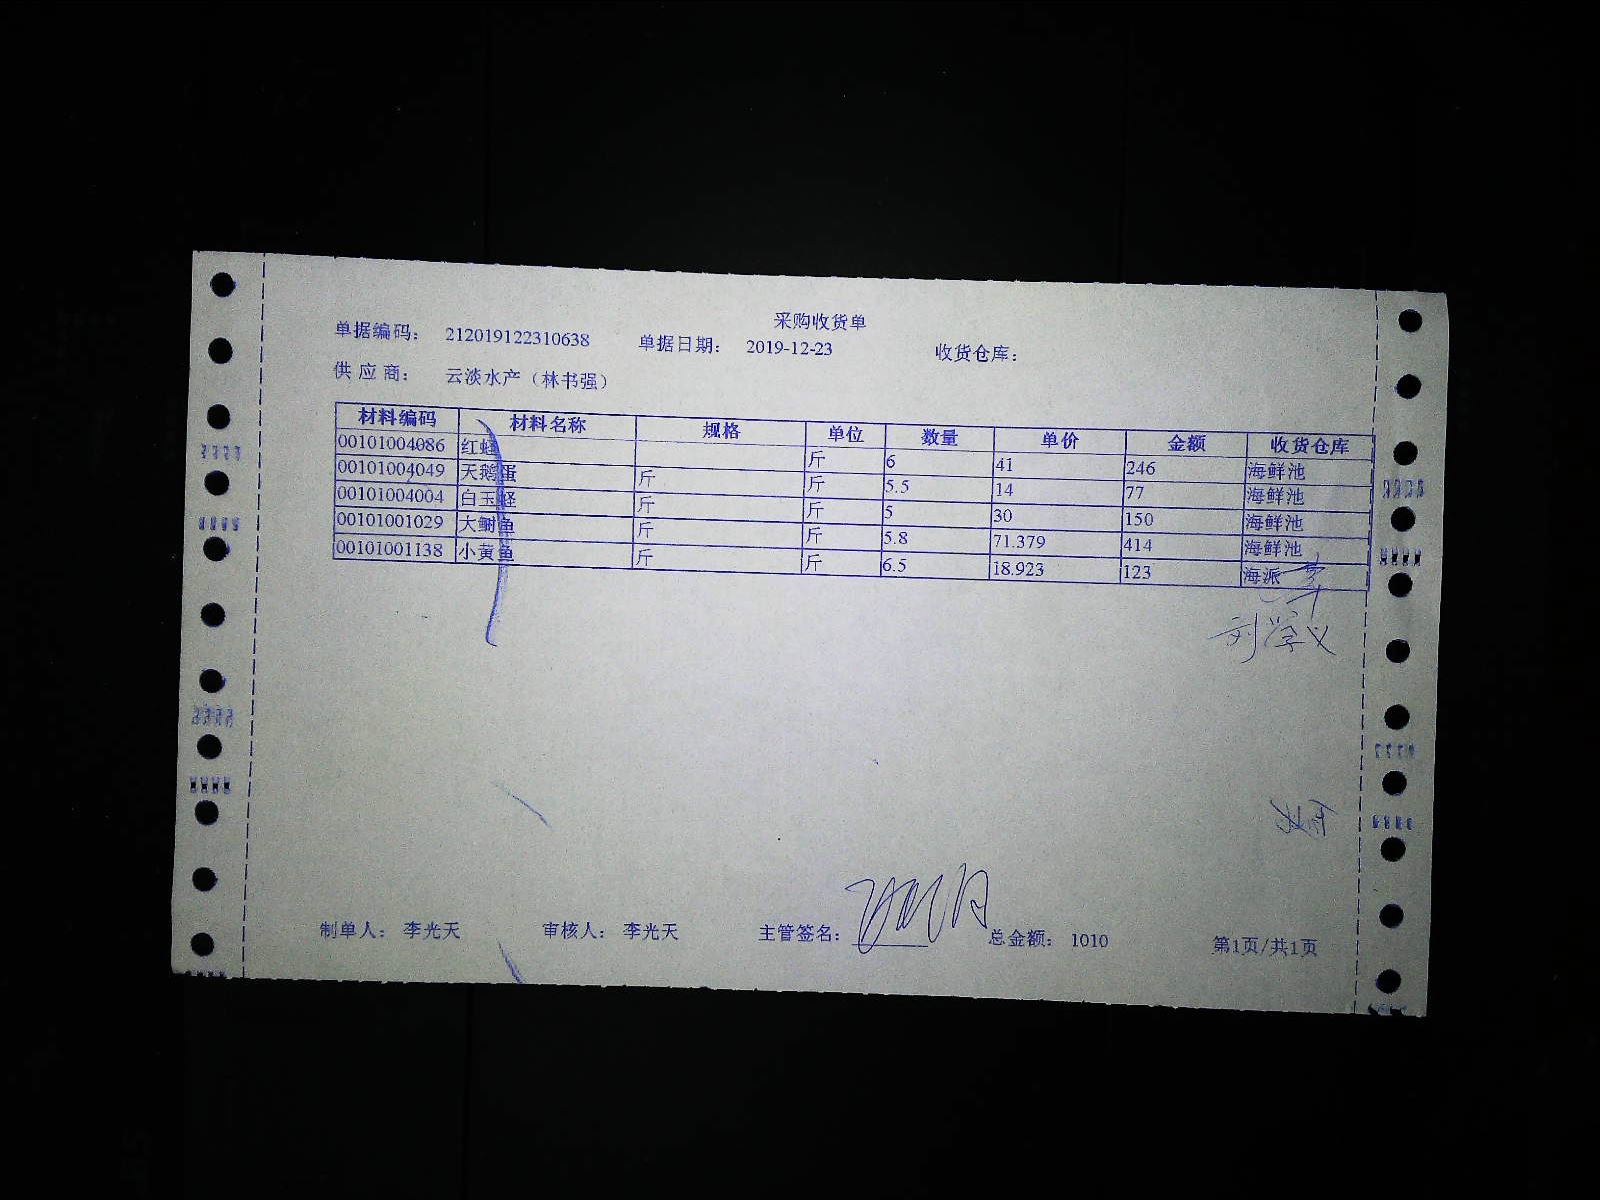 采购收货单
单据编码： 212019122310638 单据日期： 2019-12-23 收货仓库：
供 应 商： 云淡水产（林书强）
材料编码 材料名称 规格 单位 数量 单价 金额 收货仓库
00101004086 红 斤 6 41 246 海鲜池
00101004049 天鹅蛋 斤 斤 5.5 14 77 海鲜池
00101004004 白玉蛏 斤 斤 5 30 150 海鲜池
00101001029 大鲋鱼 斤 斤 5.8 71.379 414 海鲜池
00101001138 小黄鱼 斤 斤 6.5 18.923 123 海派
刘学义
制单人： 李光天 审核人： 李光天 主管签名： 总金额： 1010 第1页/共1页